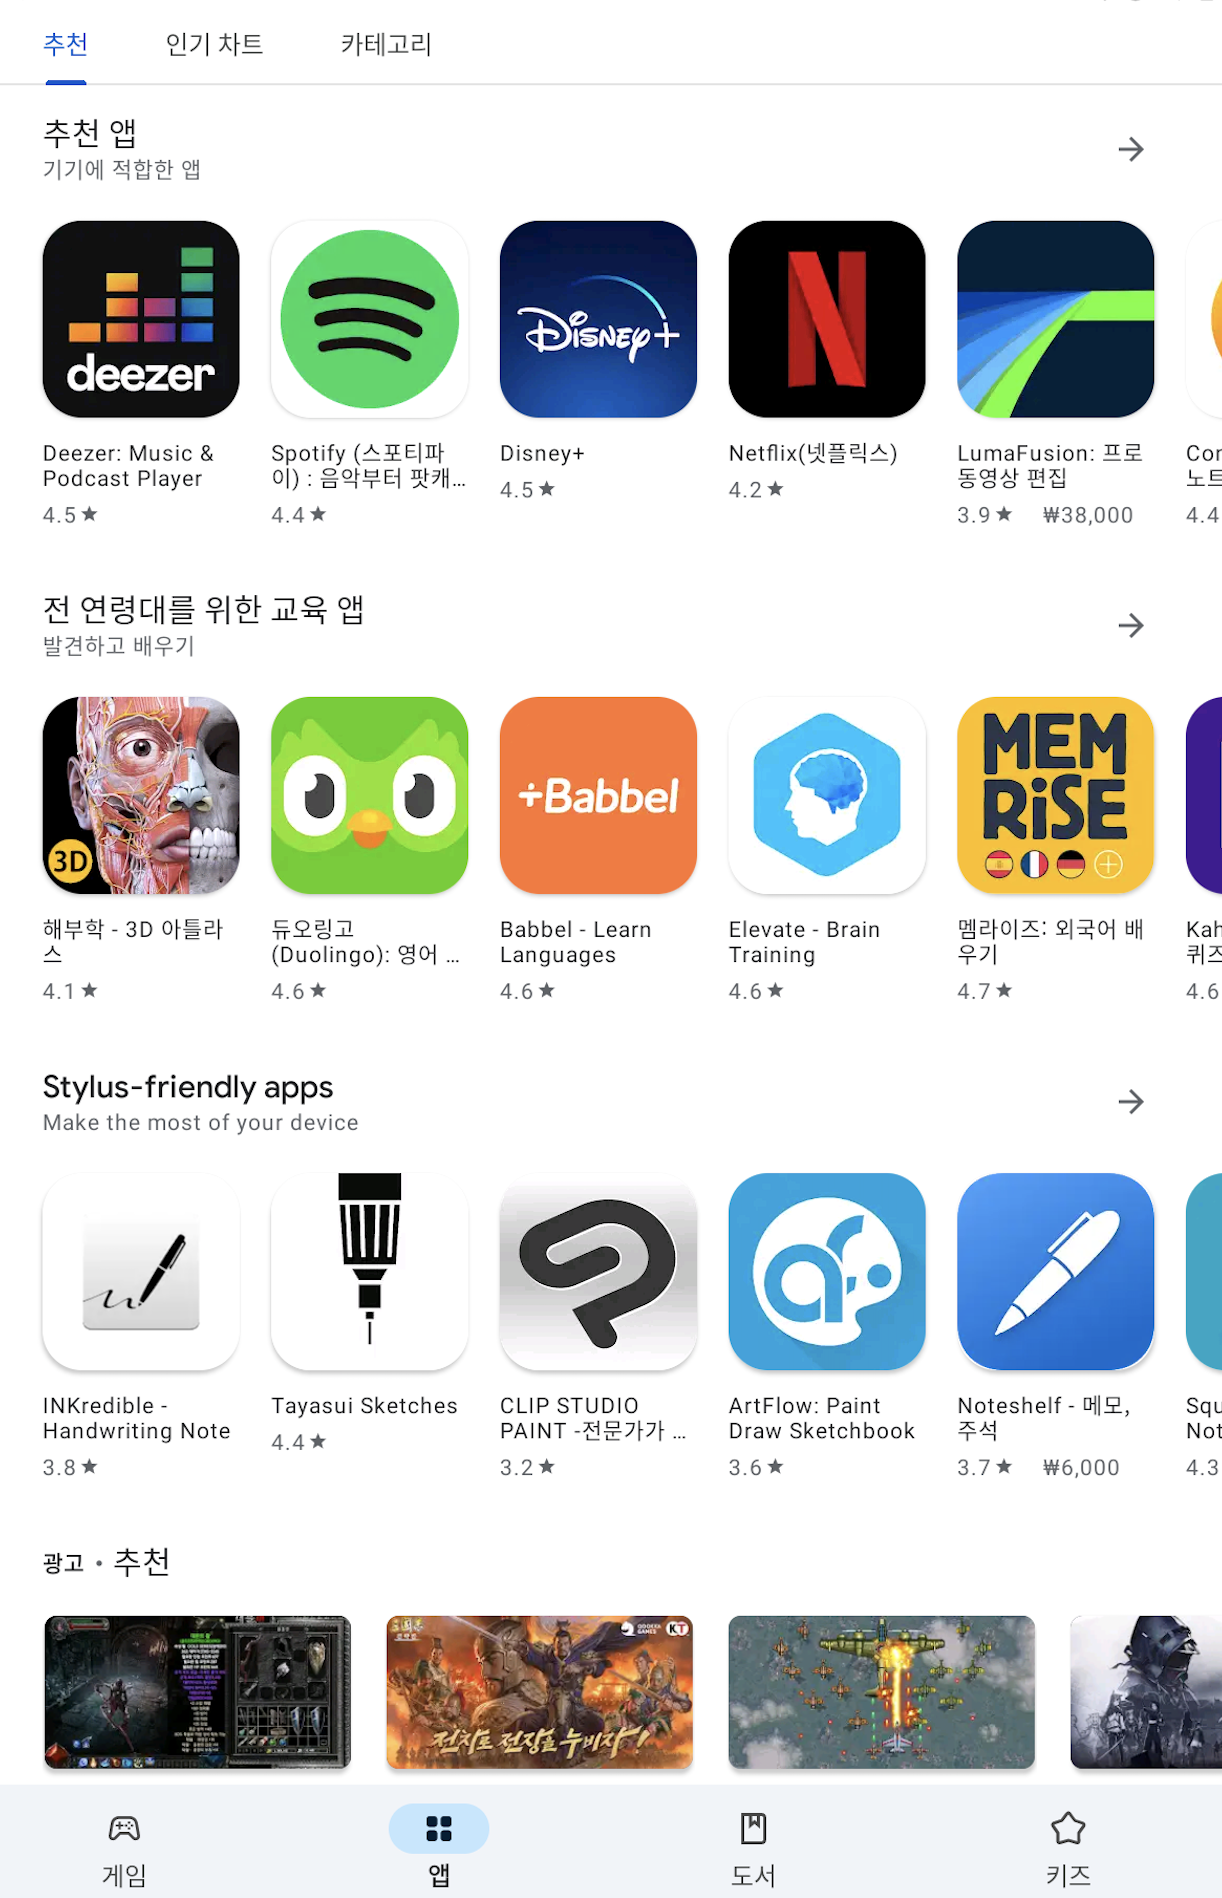 추천
인기 차트
카테고리
추천 앱
기기에 적합한 앱
deezer
Disney+
Deezer: Music &
Podcast Player
4.5★
Spotify (스포티파
이) : 음악부터 팟캐...
4.4★
Disney+
4.5★
Netflix(넷플릭스)
4.2★
LumaFusion: 프로
동영상 편집
3.9★ ₩38,000
4.4
전 연령대를 위한 교육 앱
발견하고 배우기
3D
+Babbel
MEM
RiSE
해부학 - 3D 아틀라
스
4.1★
듀오링고
(Duolingo): 영어 ...
4.6★
Babbel - Learn
Languages
4.6★
Elevate - Brain
Training
4.6★
멤라이즈: 외국어 배
우기
4.7★
Kah
퀴즈
4.6
Stylus-friendly apps
Make the most of your device
INKredible -
Handwriting Note
3.8★
Tayasui Sketches
4.4★
CLIP STUDIO
PAINT -전문가가 ...
3.2★
ArtFlow: Paint
Draw Sketchbook
3.6★
Noteshelf - 메모,
주석
3.7★ ₩6,000
Squ
Not
4.3
광고 • 추천
KT
전차로 전장을 누비자!
게임
앱
도서
키즈